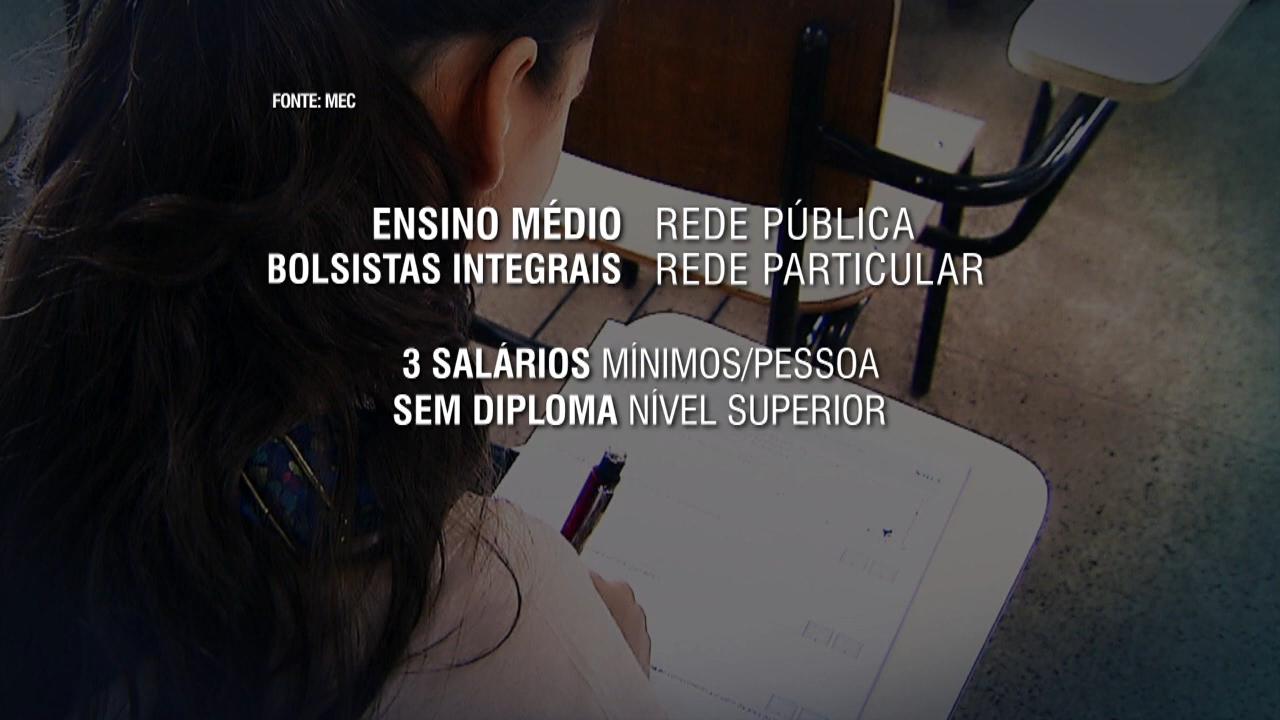 FONTE: MEC
ENSINO MÉDIO REDE PÚBLICA
BOLSISTAS INTEGRAIS REDE PARTICULAR
3 SALÁRIOS MÍNIMOS/PESSOA
SEM DIPLOMA NÍVEL SUPERIOR